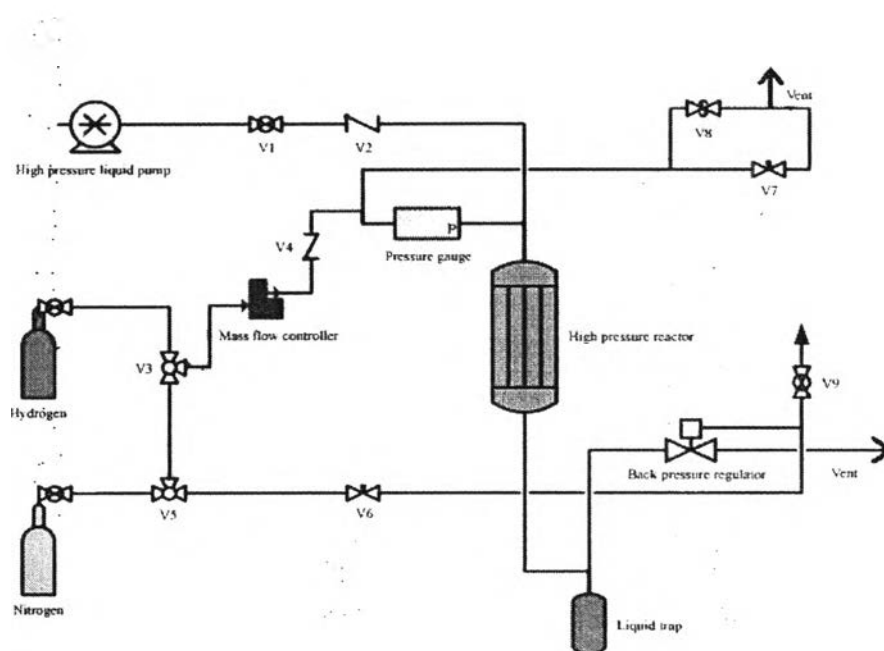 Vent
V8
V1
V2
High pressure liquid pump
V7
P
V4
Pressure gauge
Mass flow controller
High pressure reactor
V3
V9
Hydrógen
Back pressure regulator
Vent
V5
V6
Nitrogen
Liquid trap